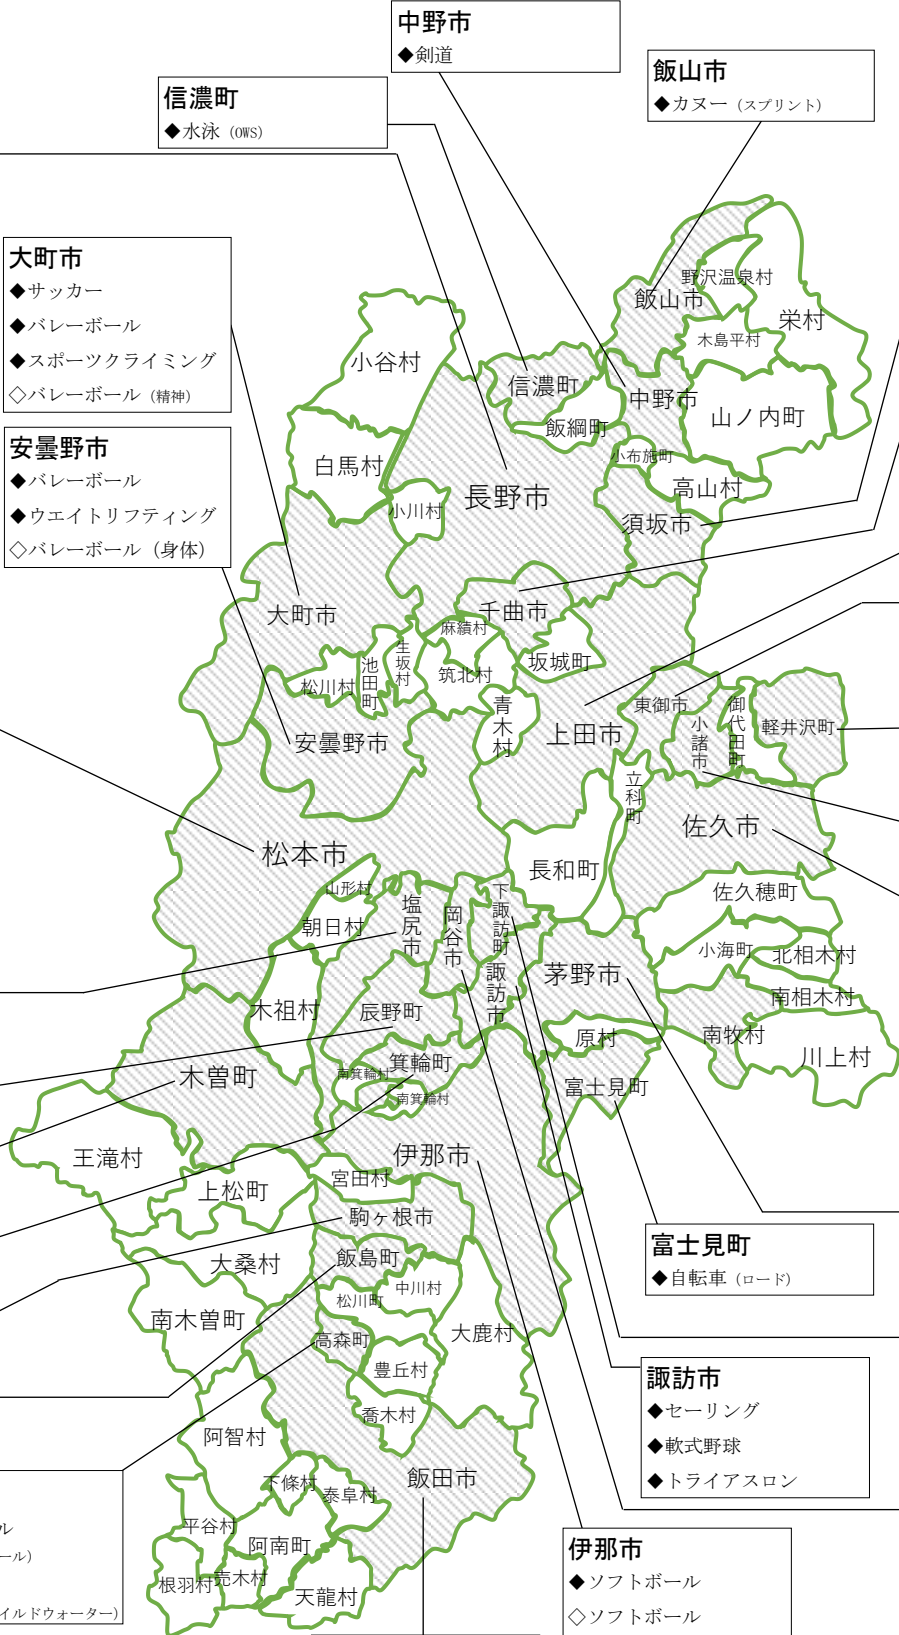 中野市
◆剣道
飯山市
◆カヌー（スプリント）
信濃町
◆水泳（OWS）
大町市
◆サッカー
◆バレーボール
◆スポーツクライミング
◇バレーボール（精神）
安曇野市
◆バレーボール
◆ウエイトリフティング
◇バレーボール（身体）
野沢温泉村
飯山市
栄村
木島平村
小谷村
信濃町
中野市
山ノ内町
飯綱町
小布施町
白馬村
高山村
長野市
小川村
須坂市
千曲市
大町市
麻績村
生坂村
坂城町
池田町
筑北村
松川村
東御市
御代田町
青木村
小諸市
軽井沢町
上田市
安曇野市
立科町
佐久市
松本市
長和町
山形村
佐久穂町
下諏訪町
塩尻市
岡谷市
朝日村
小海町
北相木村
諏訪市
茅野市
南相木村
木祖村
辰野町
原村
南牧村
川上村
箕輪町
南箕輪村
木曽町
富士見町
南箕輪村
王滝村
伊那市
宮田村
上松町
駒ヶ根市
富士見町
◆自転車（ロード）
大桑村
飯島町
中川村
松川町
南木曽町
大鹿村
高森町
豊丘村
諏訪市
◆セーリング
◆軟式野球
◆トライアスロン
喬木村
阿智村
飯田市
下條村
泰阜村
平谷村
ル
ール）
阿南町
伊那市
◆ソフトボール
◇ソフトボール
売木村
根羽村
天龍村
イルドウォーター）